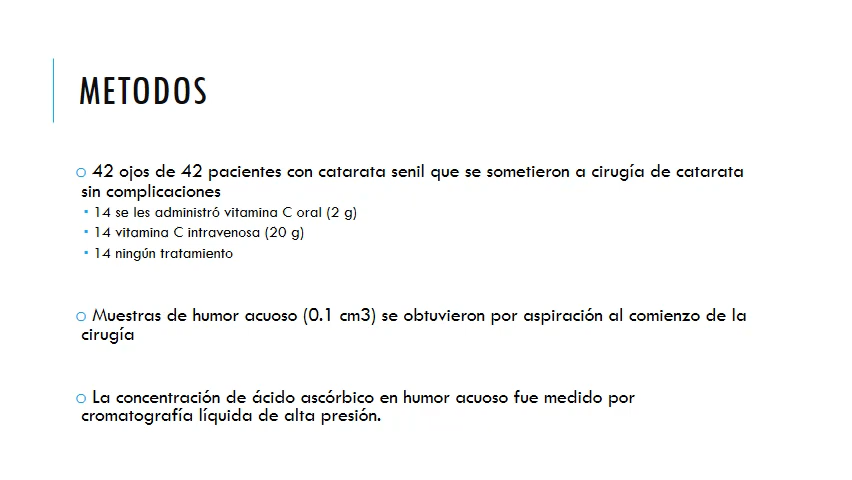 METODOS
42 ojos de 42 pacientes con catarata senil que se sometieron a cirugía de catarata
sin complicaciones
14 se les administró vitamina C oral (2 g)
14 vitamina C intravenosa (20 g)
14 ningún tratamiento
Muestras de humor acuoso (0.1 cm3) se obtuvieron por aspiración al comienzo de la
cirugía
La concentración de ácido ascórbico en humor acuoso fue medido por
cromatografía líquida de alta presión.